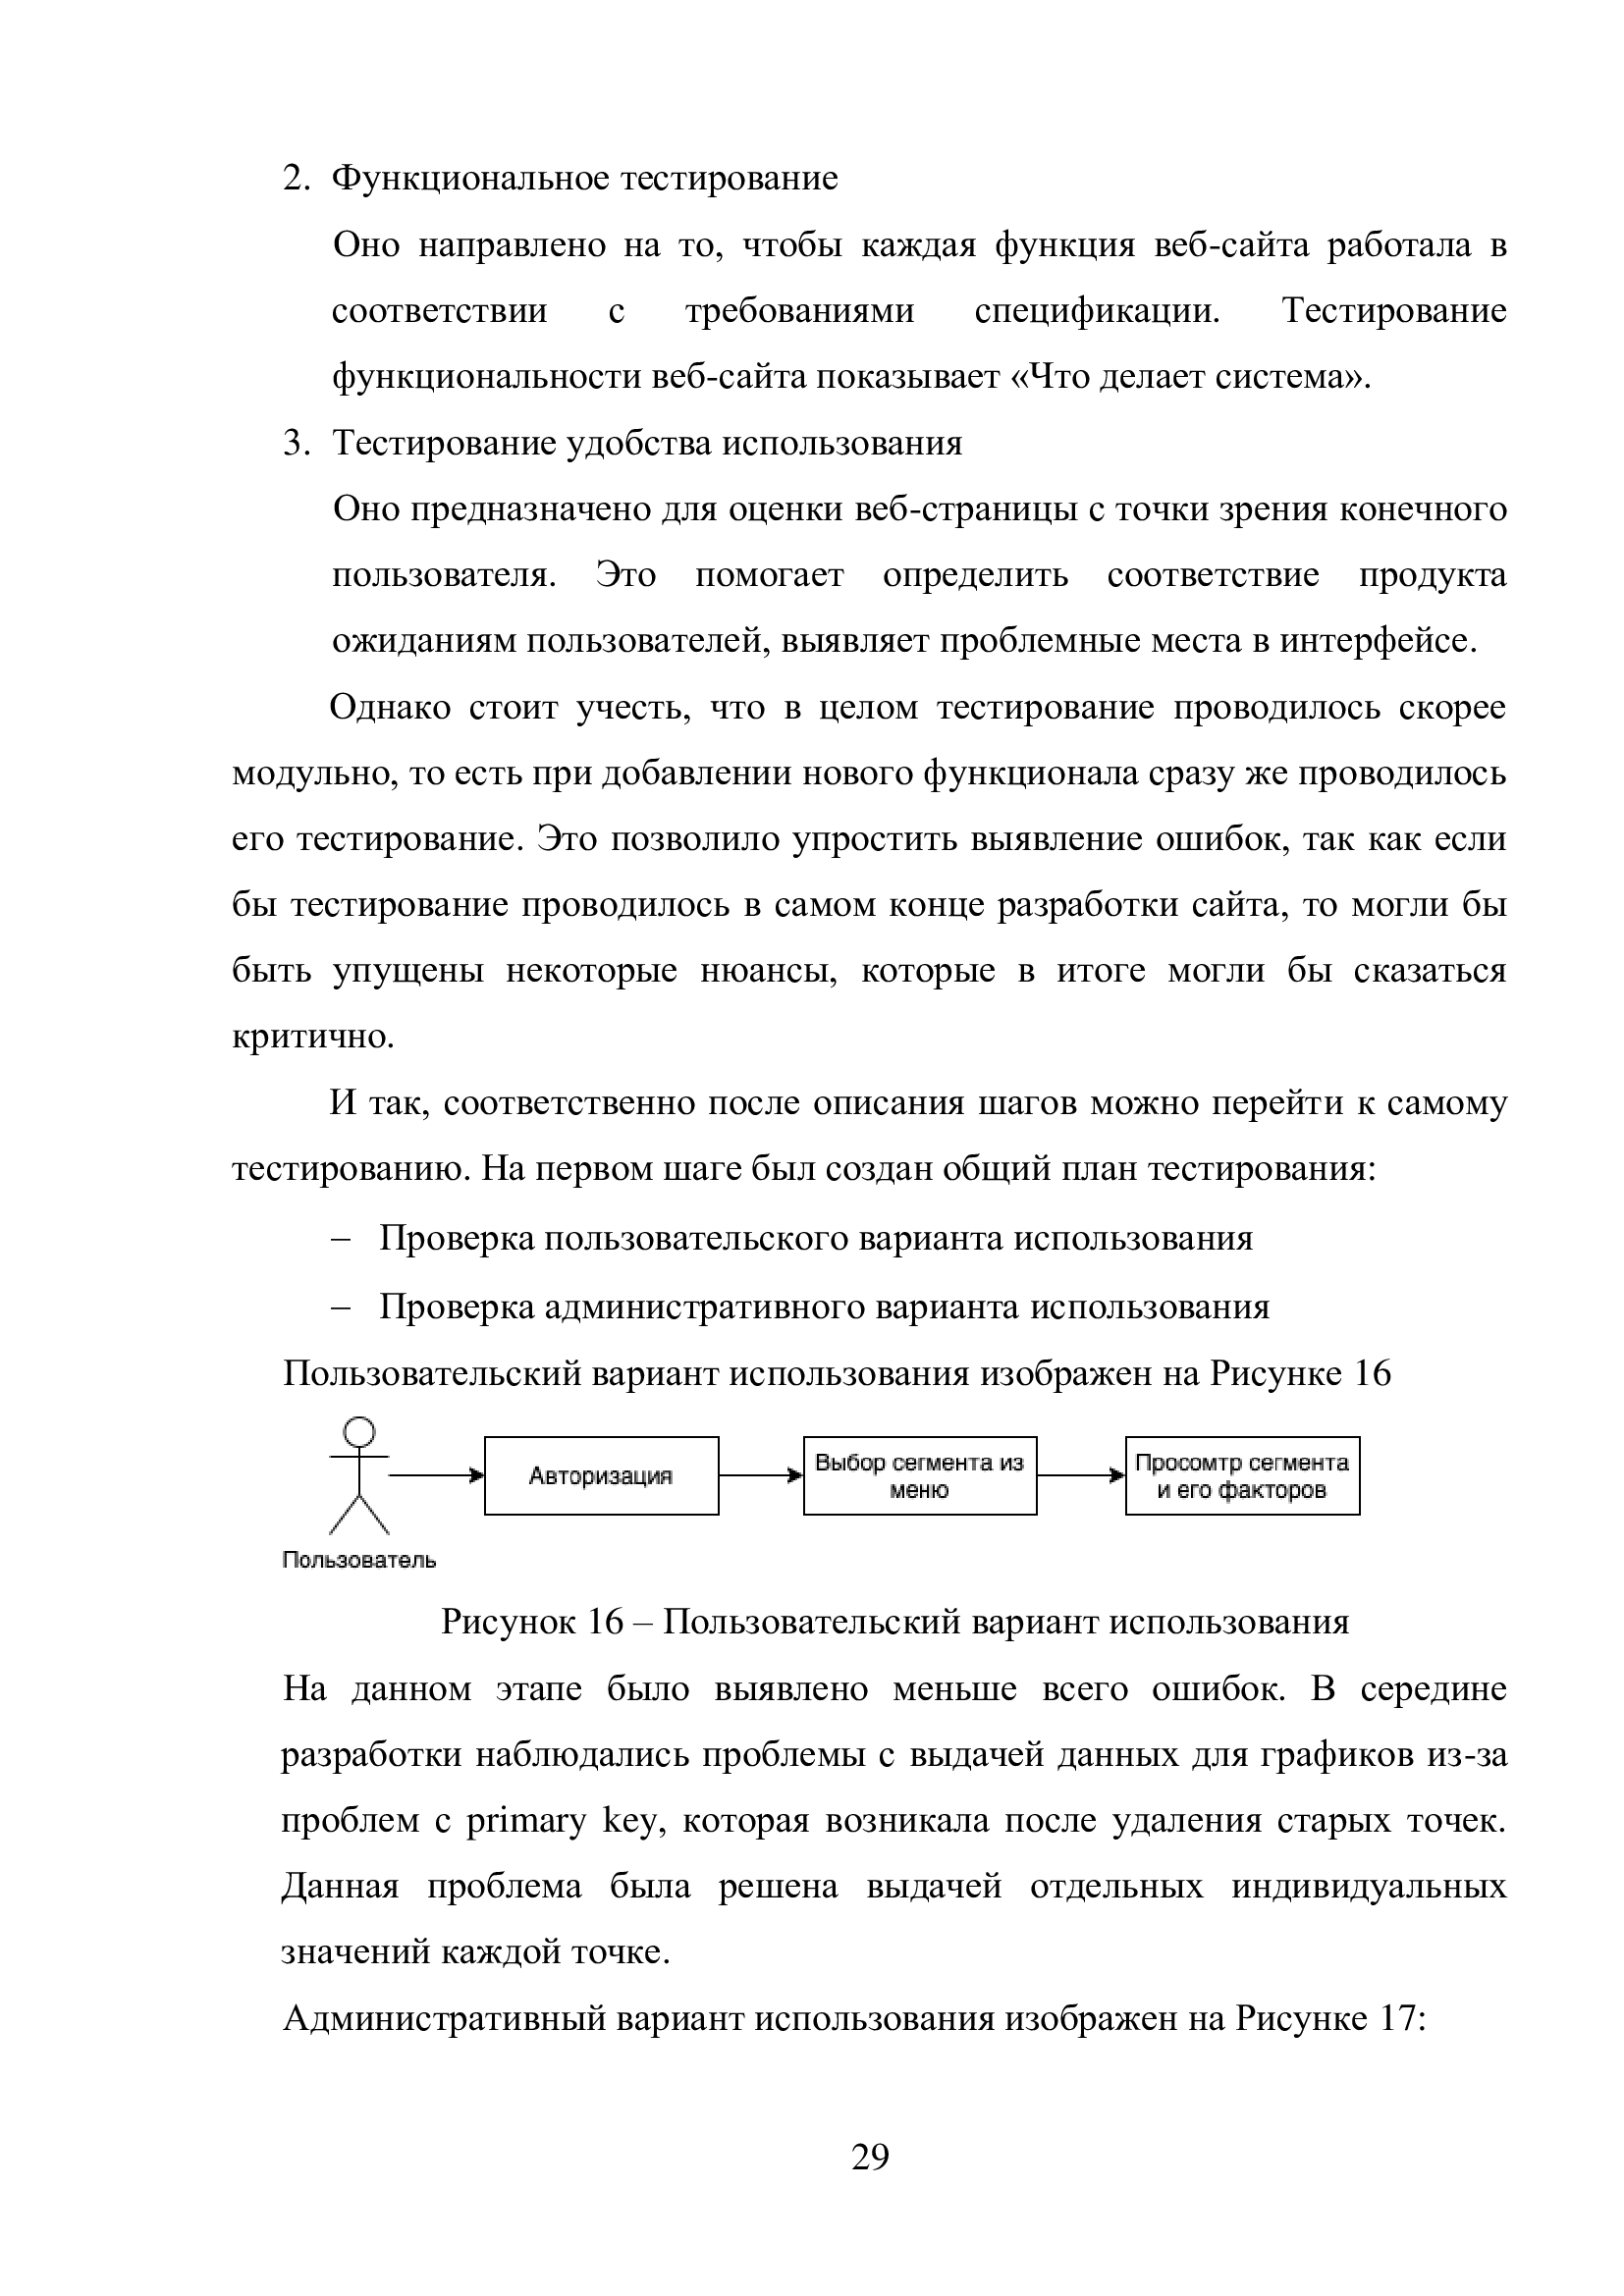 2. Функциональное тестирование
Оно направлено на то, чтобы каждая функция веб-сайта работала в
соответствии с требованиями спецификации. Тестирование
функциональности веб-сайта показывает «Что делает система».
3. Тестирование удобства использования
Оно предназначено для оценки веб-страницы с точки зрения конечного
пользователя. Это помогает определить соответствие продукта
ожиданиям пользователей, выявляет проблемные места в интерфейсе.
Однако стоит учесть, что в целом тестирование проводилось скорее
модульно, то есть при добавлении нового функционала сразу же проводилось
его тестирование. Это позволило упростить выявление ошибок, так как если
бы тестирование проводилось в самом конце разработки сайта, то могли бы
быть упущены некоторые нюансы, которые в итоге могли бы сказаться
критично.
И так, соответственно после описания шагов можно перейти к самому
тестированию. На первом шаге был создан общий план тестирования:
– Проверка пользовательского варианта использования
– Проверка административного варианта использования
Пользовательский вариант использования изображен на Рисунке 16
Авторизация
Выбор сегмента из
меню
Просомтр сегмента
и его факторов
Пользователь
Рисунок 16 – Пользовательский вариант использования
На данном этапе было выявлено меньше всего ошибок. В середине
разработки наблюдались проблемы с выдачей данных для графиков из-за
проблем с primary key, которая возникала после удаления старых точек.
Данная проблема была решена выдачей отдельных индивидуальных
значений каждой точке.
Административный вариант использования изображен на Рисунке 17:
29